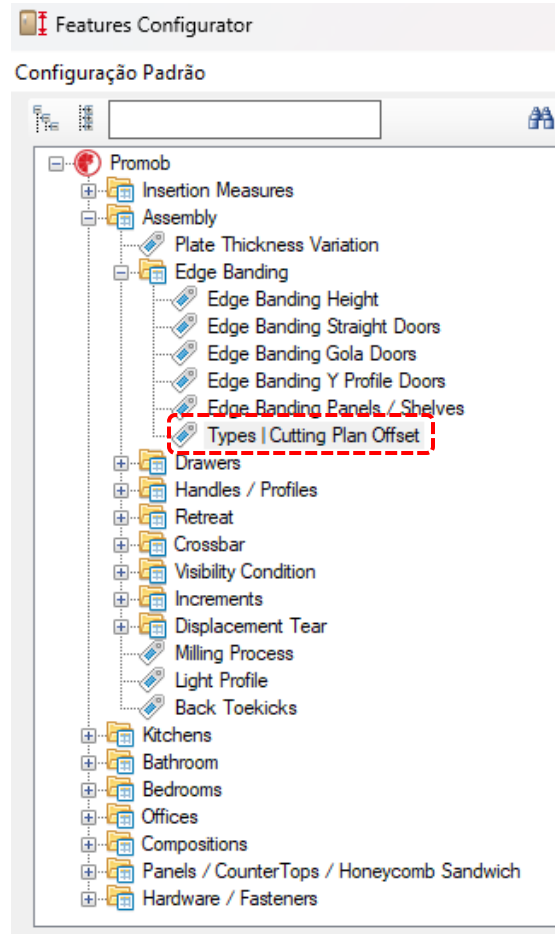 Features Configurator
Configuração Padrão
Promob
Insertion Measures
Assembly
Plate Thickness Variation
Edge Banding
Edge Banding Height
Edge Banding Straight Doors
Edge Banding Gola Doors
Edge Banding Y Profile Doors
Edge Banding Panels / Shelves
Types | Cutting Plan Offset
Drawers
Handles / Profiles
Retreat
Crossbar
Visibility Condition
Increments
Displacement Tear
Milling Process
Light Profile
Back Toekicks
Kitchens
Bathroom
Bedrooms
Offices
Compositions
Panels / CounterTops / Honeycomb Sandwich
Hardware / Fasteners